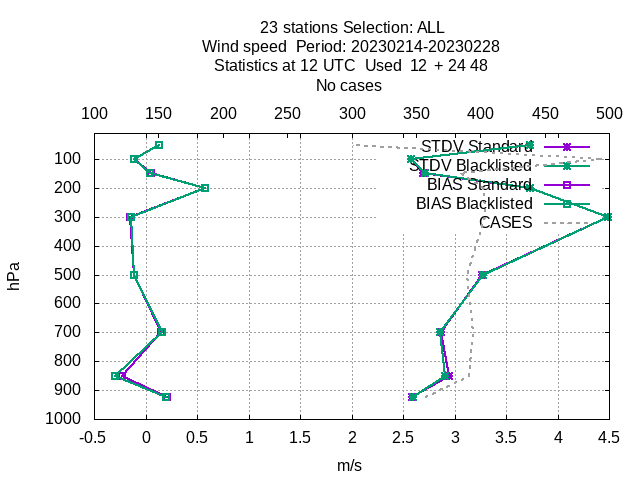 23 stations Selection: ALL
Wind speed  Period: 20230214-20230228
Statistics at 12 UTC  Used  12  + 24 48
No cases
100 150 200 250 300 350 400 450 500
STDV Standard
STDV Blacklisted
BIAS Standard
BIAS Blacklisted
CASES
hPa
100
200
300
400
500
600
700
800
900
1000
-0.5 0 0.5 1 1.5 2 2.5 3 3.5 4 4.5
m/s